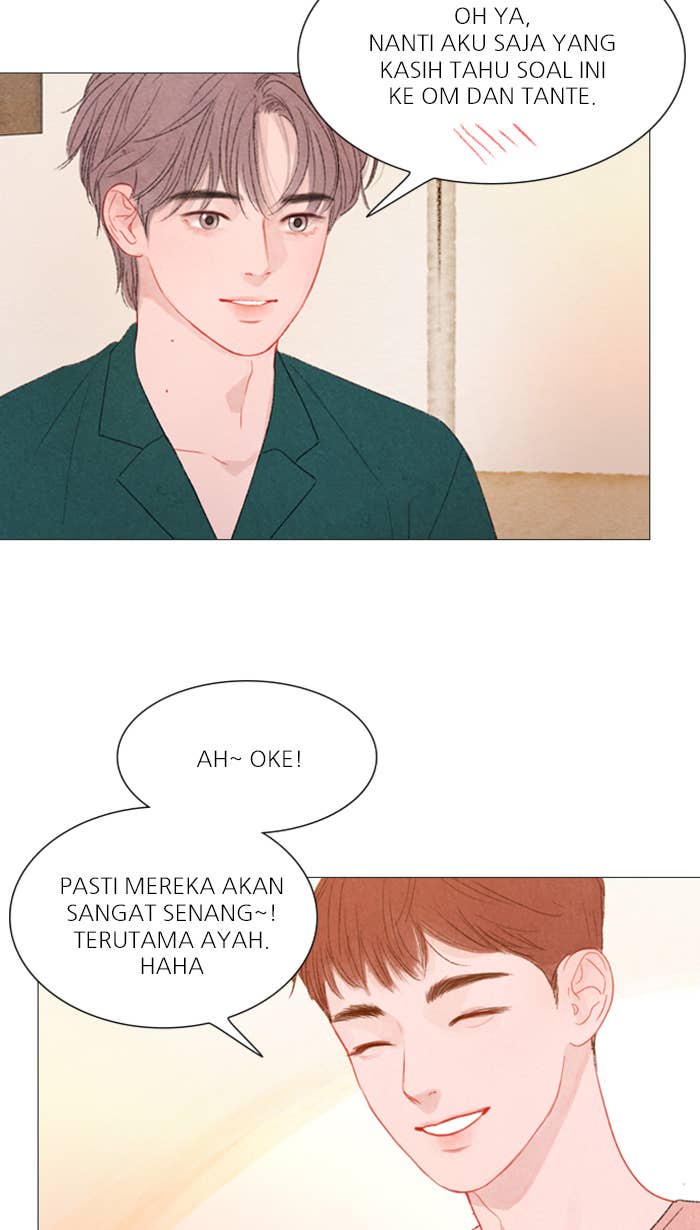 OH YA,
NANTI AKU SAJA YANG
KASIH TAHU SOAL INI
KE OM DAN TANTE.
AH~ OKE!
PASTI MEREKA AKAN
SANGAT SENANG~!
TERUTAMA AYAH.
HAHA